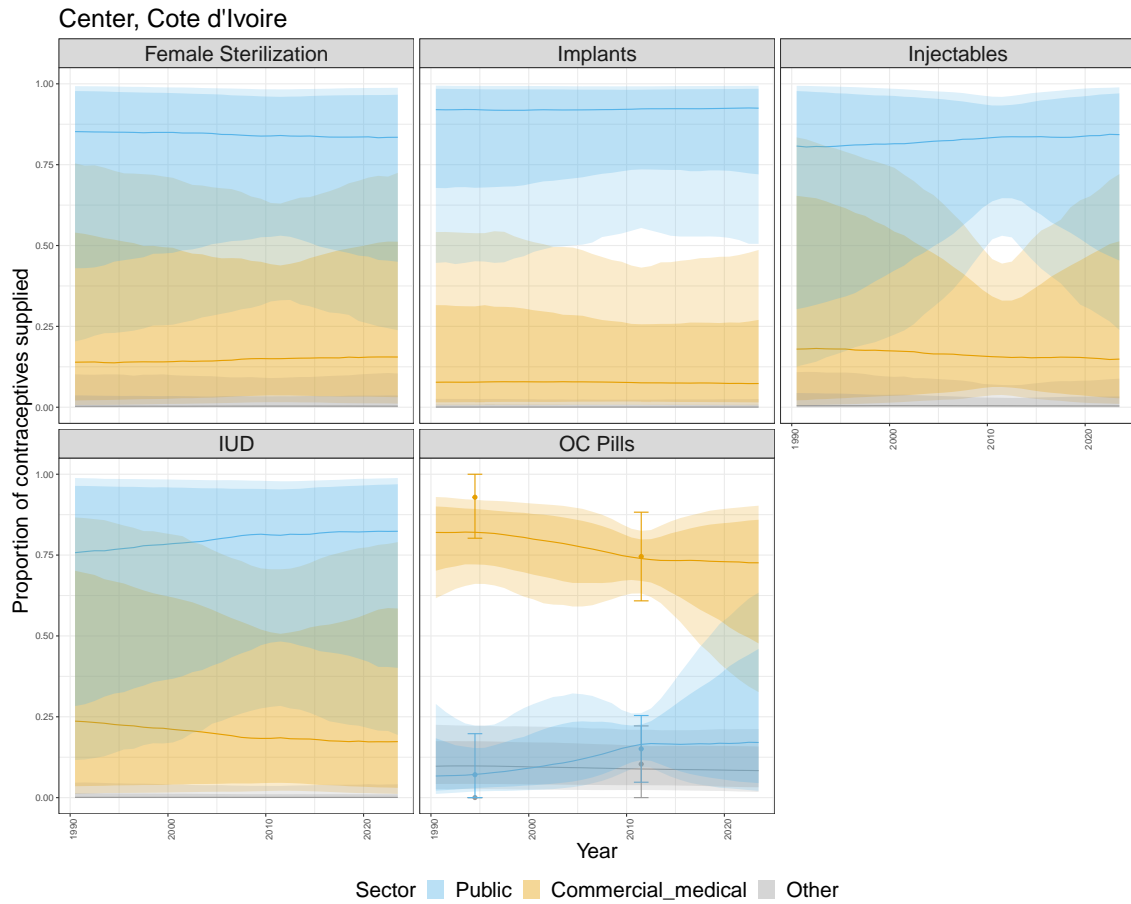 Center, Cote d'Ivoire
Female Sterilization
Implants
Injectables
1.00
0.75
0.50
0.25
0.00
1990
2000
2010
2020
IUD
OC Pills
1.00
0.75
0.50
0.25
0.00
1990
2000
2010
2020
1990
2000
2010
2020
Proportion of contraceptives supplied
Year
Sector Public Commercial_medical Other